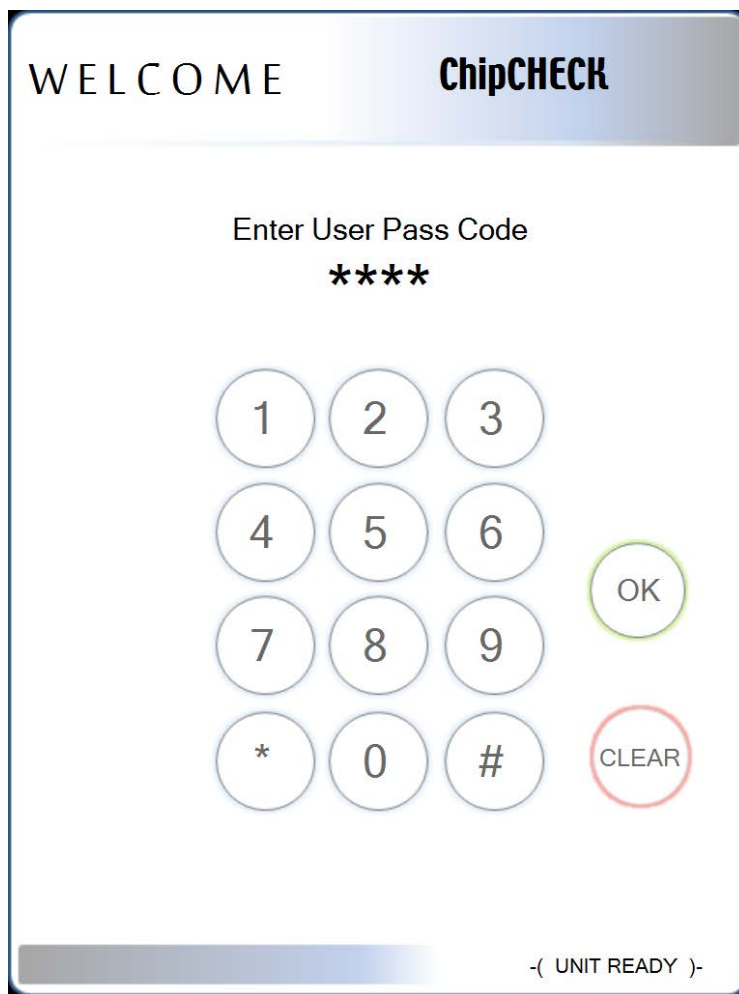 WELCOME ChipCHECK
Enter User Pass Code
****
1 2 3
4 5 6
OK
7 8 9
* 0 #
CLEAR
-( UNIT READY )-